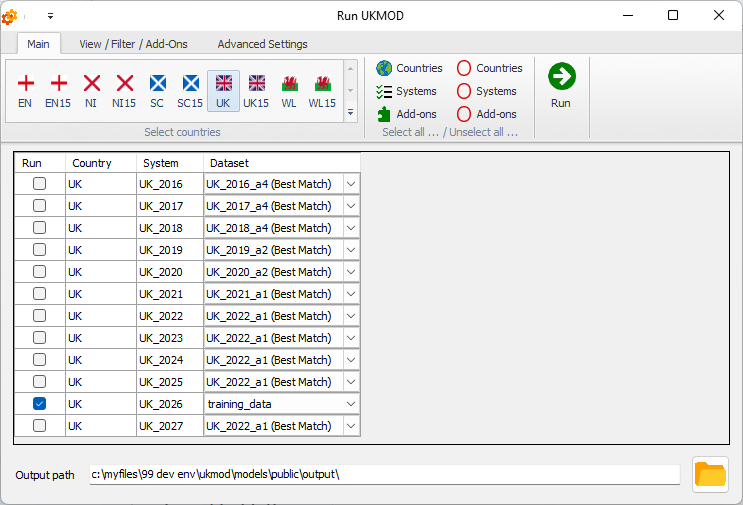 Run UKMOD
Main View / Filter / Add-Ons Advanced Settings
EN EN15 NI NI15 SC SC15 UK UK15 WL WL15
Select countries
Countries Countries
Systems Systems
Add-ons Add-ons
Select all ... / Unselect all ...
Run
Run Country System Dataset
UK UK_2016 UK_2016_a4 (Best Match)
UK UK_2017 UK_2017_a4 (Best Match)
UK UK_2018 UK_2018_a4 (Best Match)
UK UK_2019 UK_2019_a2 (Best Match)
UK UK_2020 UK_2020_a2 (Best Match)
UK UK_2021 UK_2021_a1 (Best Match)
UK UK_2022 UK_2022_a1 (Best Match)
UK UK_2023 UK_2022_a1 (Best Match)
UK UK_2024 UK_2022_a1 (Best Match)
UK UK_2025 UK_2022_a1 (Best Match)
UK UK_2026 training_data
UK UK_2027 UK_2022_a1 (Best Match)
Output path c:\myfiles\99 dev env\ukmod\models\public\output\